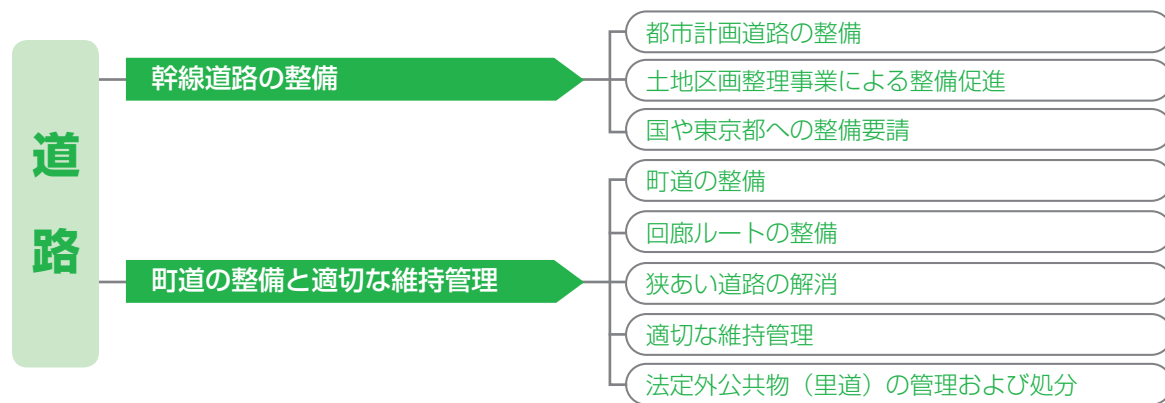 道路
幹線道路の整備
都市計画道路の整備
土地区画整理事業による整備促進
国や東京都への整備要請
町道の整備と適切な維持管理
町道の整備
回廊ルートの整備
狭あい道路の解消
適切な維持管理
法定外公共物（里道）の管理および処分